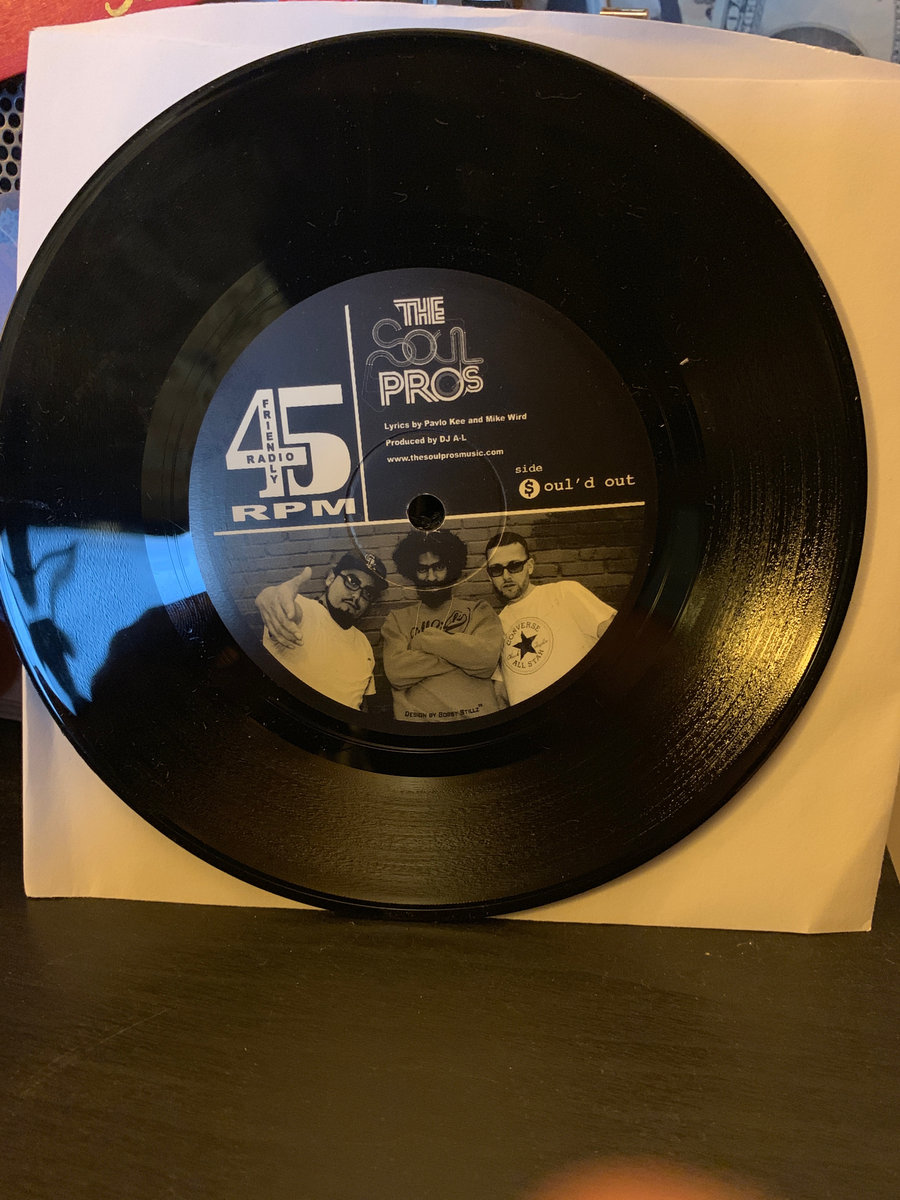 THE
SOUL
PROS
45
FRIENDLY
RADIO
RPM
Lyrics by Pavlo Kee and Mike Wird
Produced by DJ A-L
www.thesoulprosmusic.com
side
$oul'd out
CONVERSE
ALL STAR
Design by Bobby Stillz™